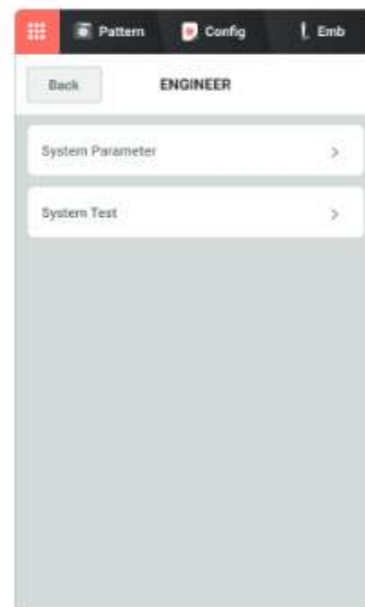 Pattern Config Emb
Back ENGINEER
System Parameter
System Test